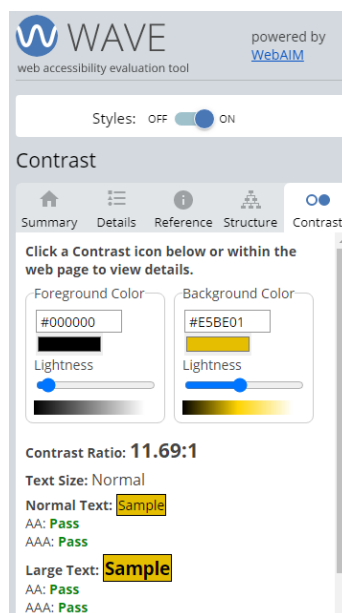 WAVE
web accessibility evaluation tool
powered by
WebAIM
Styles: OFF ON
Contrast
Summary Details Reference Structure Contrast
Click a Contrast icon below or within the
web page to view details.
Foreground Color
#000000
Lightness
Background Color
#E5BE01
Lightness
Contrast Ratio: 11.69:1
Text Size: Normal
Normal Text: Sample
AA: Pass
AAA: Pass
Large Text: Sample
AA: Pass
AAA: Pass